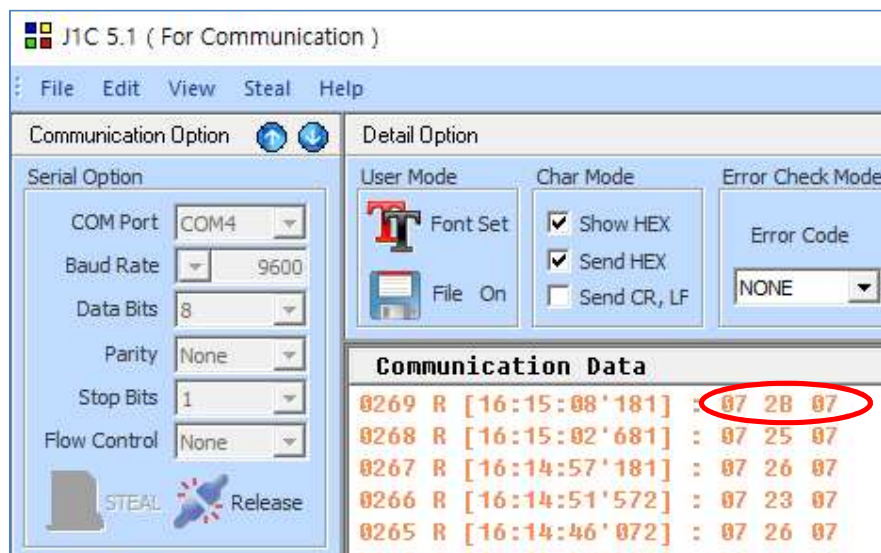 J1C 5.1 ( For Communication )
File Edit View Steal Help
Communication Option
Serial Option
COM Port COM4
Baud Rate 9600
Data Bits 8
Parity None
Stop Bits 1
Flow Control None
STEAL Release
Detail Option
User Mode
Font Set
File On
Char Mode
Show HEX
Send HEX
Send CR, LF
Error Check Mode
Error Code
NONE
Communication Data
0269 R [16:15:08'181] : 07 2B 07
0268 R [16:15:02'681] : 07 25 07
0267 R [16:14:57'181] : 07 26 07
0266 R [16:14:51'572] : 07 23 07
0265 R [16:14:46'072] : 07 26 07